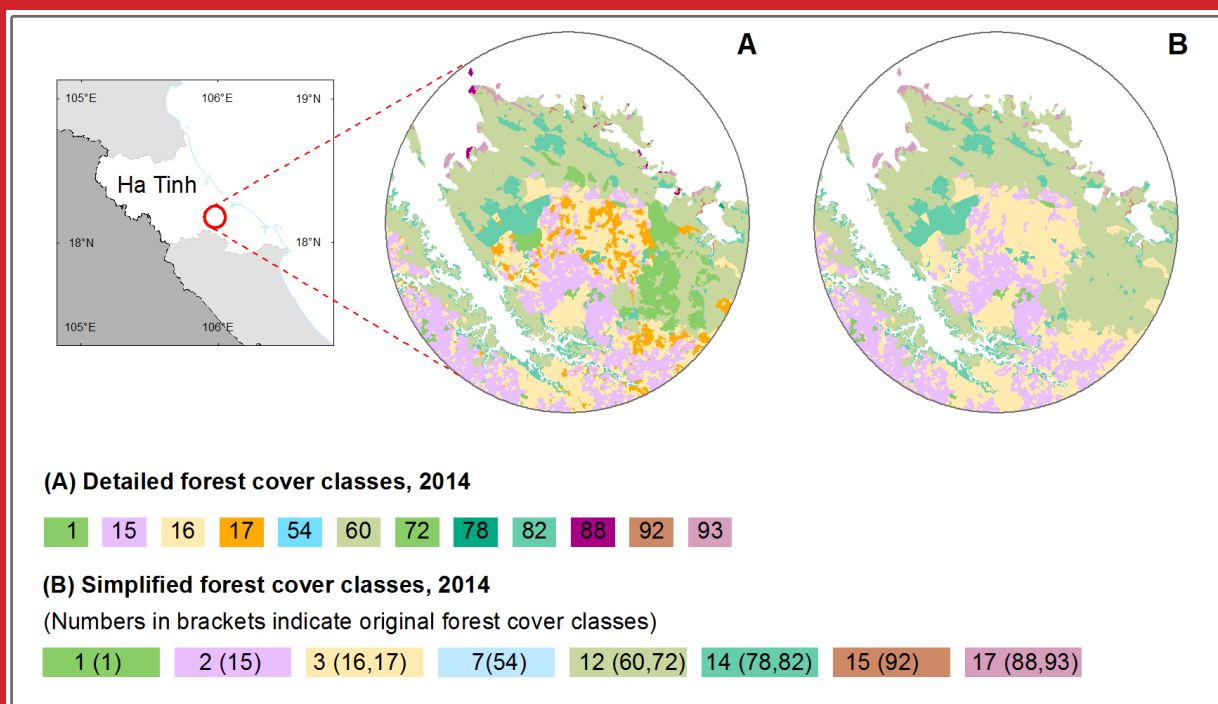 A
B
105°E 106°E 19°N
Ha Tinh
18°N 18°N
105°E 106°E
(A) Detailed forest cover classes, 2014
1 15 16 17 54 60 72 78 82 88 92 93
(B) Simplified forest cover classes, 2014
(Numbers in brackets indicate original forest cover classes)
1 (1) 2 (15) 3 (16,17) 7(54) 12 (60,72) 14 (78,82) 15 (92) 17 (88,93)